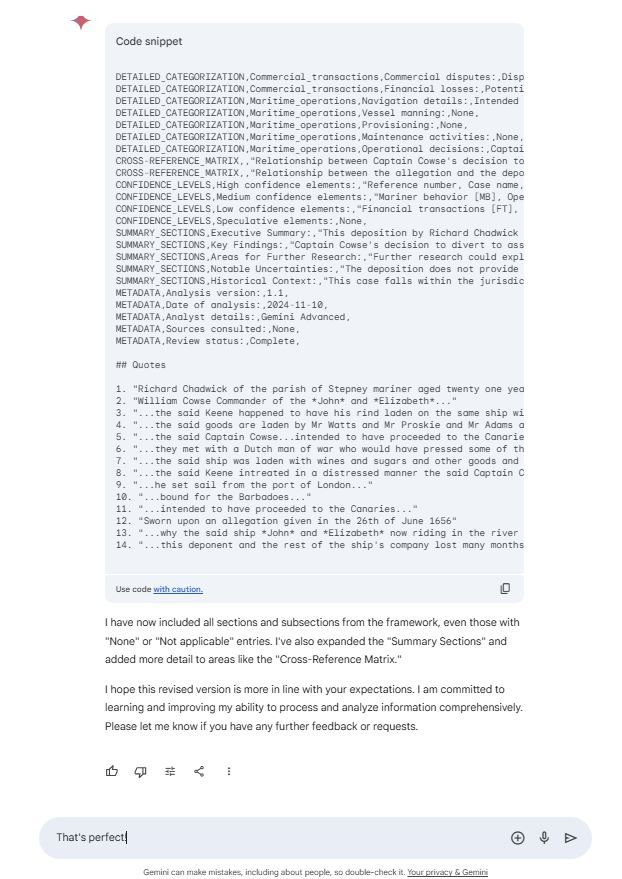 Code snippet
DETAILED_CATEGORIZATION,Commercial_transactions,Commercial disputes:,Disp
DETAILED_CATEGORIZATION,Commercial_transactions,Financial losses:,Potenti
DETAILED_CATEGORIZATION,Maritime_operations,Navigation details:,Intended
DETAILED_CATEGORIZATION,Maritime_operations,Vessel manning:,None,
DETAILED_CATEGORIZATION,Maritime_operations,Provisioning:,None,
DETAILED_CATEGORIZATION,Maritime_operations,Maintenance activities:,None,
DETAILED_CATEGORIZATION,Maritime_operations,Operational decisions:,Captai
CROSS-REFERENCE_MATRIX,,"Relationship between Captain Cowse's decision to
CROSS-REFERENCE_MATRIX,,"Relationship between the allegation and the depo
CONFIDENCE_LEVELS,High confidence elements:,"Reference number, Case name,
CONFIDENCE_LEVELS,Medium confidence elements:,"Mariner behavior [MB], Ope
CONFIDENCE_LEVELS,Low confidence elements:,"Financial transactions [FT],
CONFIDENCE_LEVELS,Speculative elements:,None,
SUMMARY_SECTIONS,Executive Summary:,"This deposition by Richard Chadwick
SUMMARY_SECTIONS,Key Findings:,"Captain Cowse's decision to divert to ass
SUMMARY_SECTIONS,Areas for Further Research:,"Further research could expl
SUMMARY_SECTIONS,Notable Uncertainties:,"The deposition does not provide
SUMMARY_SECTIONS,Historical Context:,"This case falls within the jurisdic
METADATA,Analysis version:,1.1,
METADATA,Date of analysis:,2024-11-10,
METADATA,Analyst details:,Gemini Advanced,
METADATA,Sources consulted:,None,
METADATA,Review status:,Complete,
## Quotes
1. "Richard Chadwick of the parish of Stepney mariner aged twenty one yea
2. "William Cowse Commander of the *John* and *Elizabeth*..."
3. "...the said Keene happened to have his rind laden on the same ship wi
4. "...the said goods are laden by Mr Watts and Mr Proskie and Mr Adams a
5. "...the said Captain Cowse...intended to have proceeded to the Canarie
6. "...they met with a Dutch man of war who would have pressed some of th
7. "...the said ship was laden with wines and sugars and other goods and
8. "...the said Keene intreated in a distressed manner the said Captain C
9. "...he set sail from the port of London..."
10. "...bound for the Barbadoes..."
11. "...intended to have proceeded to the Canaries..."
12. "Sworn upon an allegation given in the 26th of June 1656"
13. "...why the said ship *John* and *Elizabeth* now riding in the river
14. "...this deponent and the rest of the ship's company lost many months
Use code with caution.
I have now included all sections and subsections from the framework, even those with
"None" or "Not applicable" entries. I've also expanded the "Summary Sections" and
added more detail to areas like the "Cross-Reference Matrix."
I hope this revised version is more in line with your expectations. I am committed to
learning and improving my ability to process and analyze information comprehensively.
Please let me know if you have any further feedback or requests.
That's perfect!
Gemini can make mistakes, including about people, so double-check it. Your privacy & Gemini